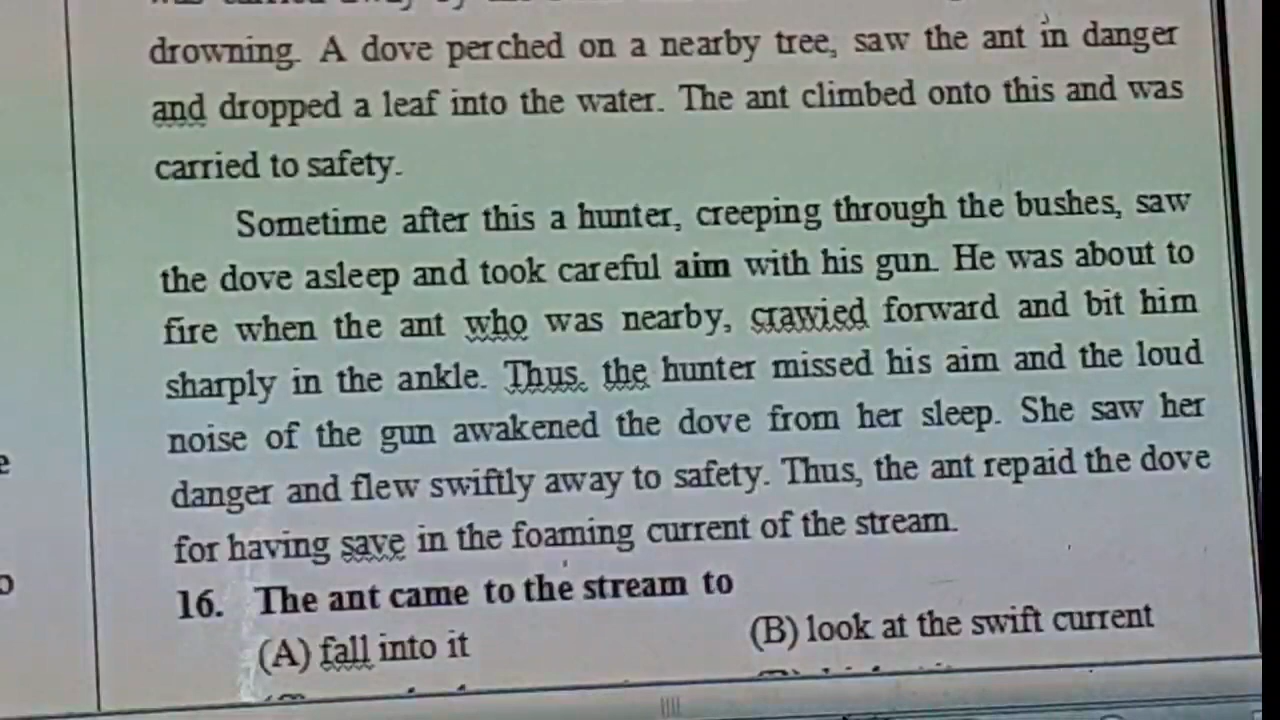 drowning. A dove perched on a nearby tree, saw the ant in danger
and dropped a leaf into the water. The ant climbed onto this and was
carried to safety.
Sometime after this a hunter, creeping through the bushes, saw
the dove asleep and took careful aim with his gun. He was about to
fire when the ant who was nearby, crawied forward and bit him
sharply in the ankle. Thus, the hunter missed his aim and the loud
noise of the gun awakened the dove from her sleep. She saw her
danger and flew swiftly away to safety. Thus, the ant repaid the dove
for having save in the foaming current of the stream.
16. The ant came to the stream to
(A) fall into it (B) look at the swift current